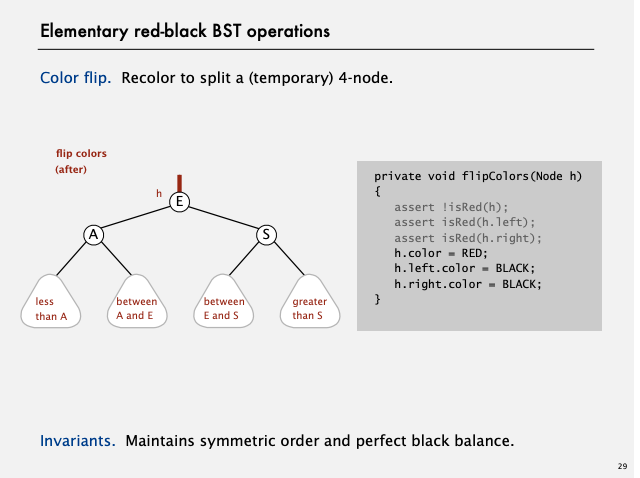 Elementary red-black BST operations
Color flip. Recolor to split a (temporary) 4-node.
flip colors
(after)
h
E
A
S
less
than A
between
A and E
between
E and S
greater
than S
private void flipColors(Node h)
{
assert !isRed(h);
assert isRed(h.left);
assert isRed(h.right);
h.color = RED;
h.left.color = BLACK;
h.right.color = BLACK;
}
Invariants. Maintains symmetric order and perfect black balance.
29